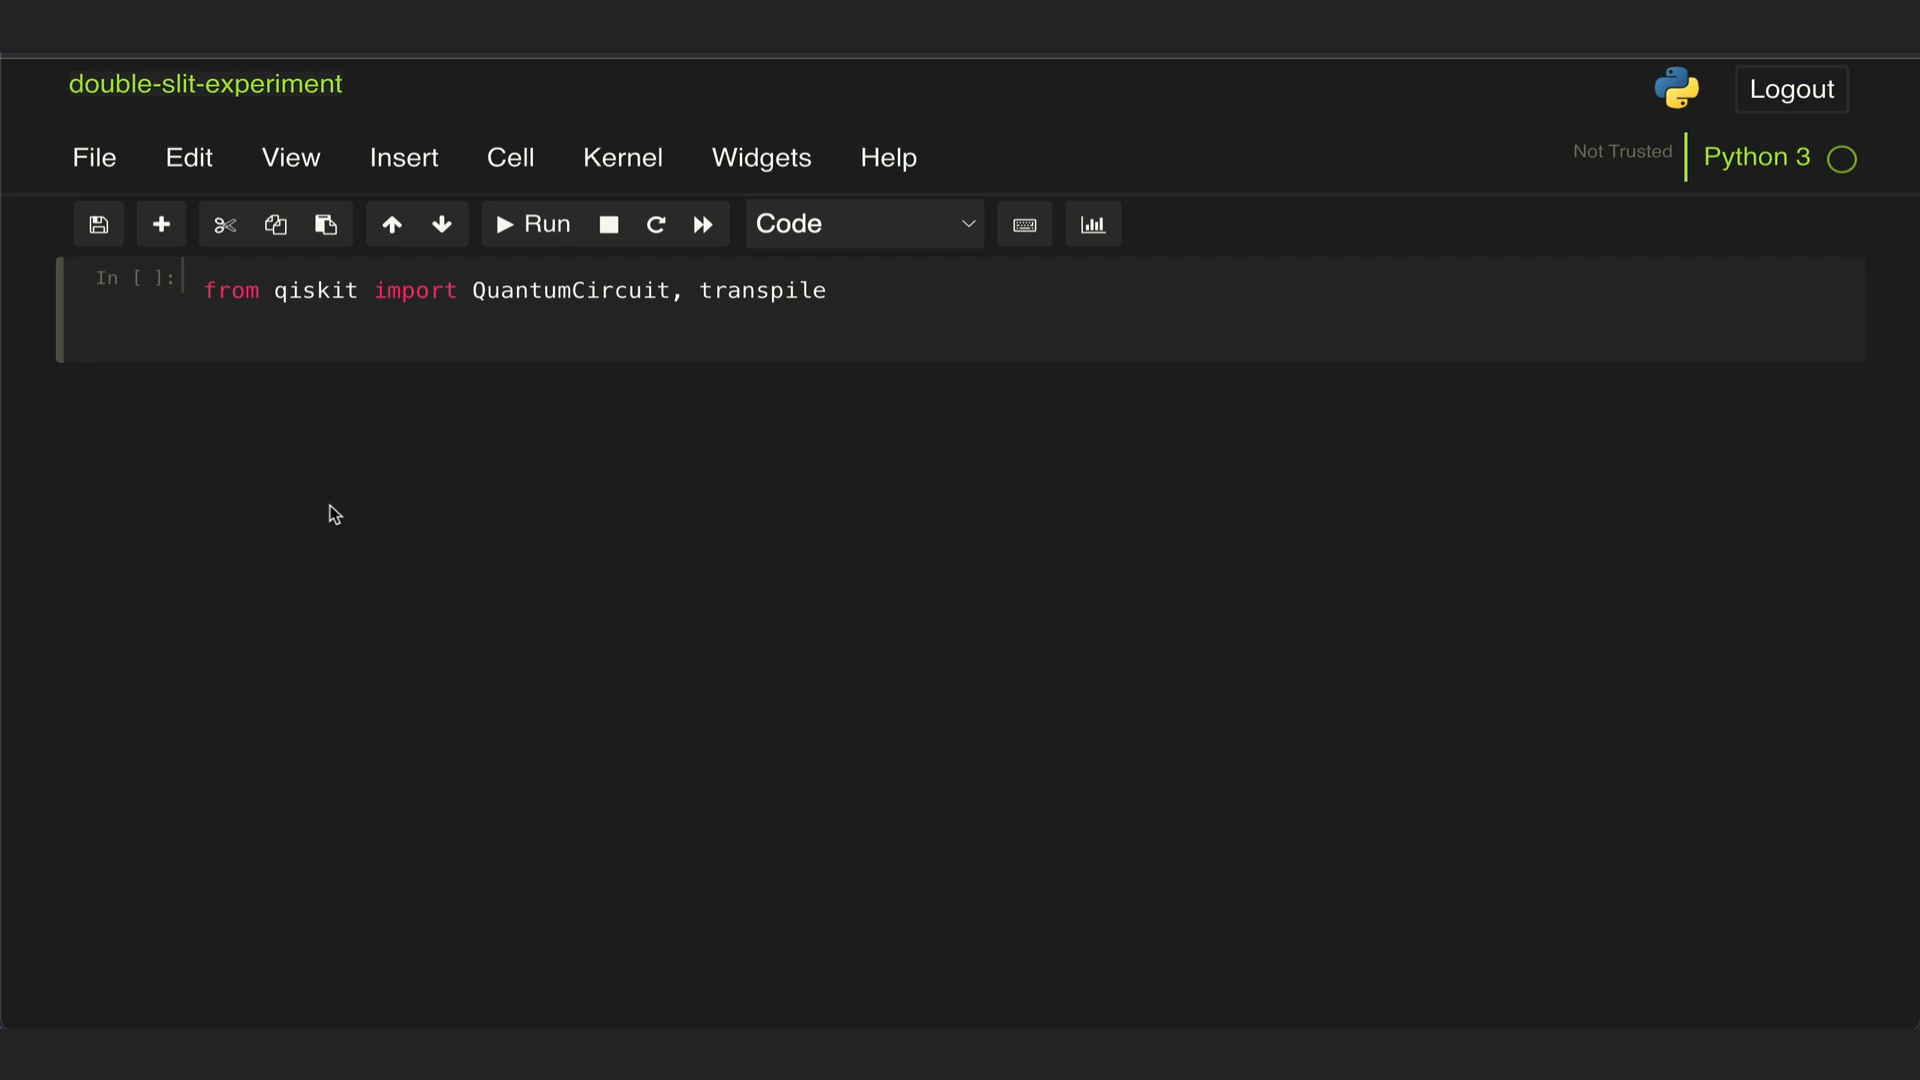 double-slit-experiment
Logout
File Edit View Insert Cell Kernel Widgets Help
Not Trusted Python 3
Run Code
In [ ]: from qiskit import QuantumCircuit, transpile